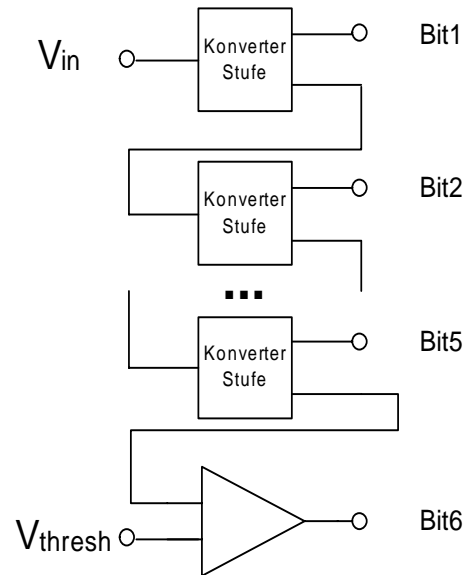 Vin
Konverter
Stufe
Bit1
Konverter
Stufe
Bit2
...
Konverter
Stufe
Bit5
Vthresh
Bit6